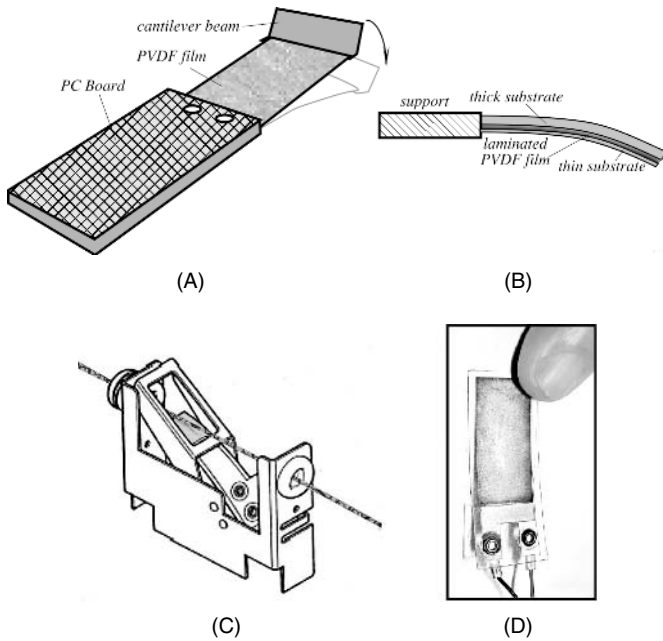 cantilever beam
PVDF film
PC Board
(A)
support
thick substrate
laminated
PVDF film
thin substrate
(B)
(C)
(D)